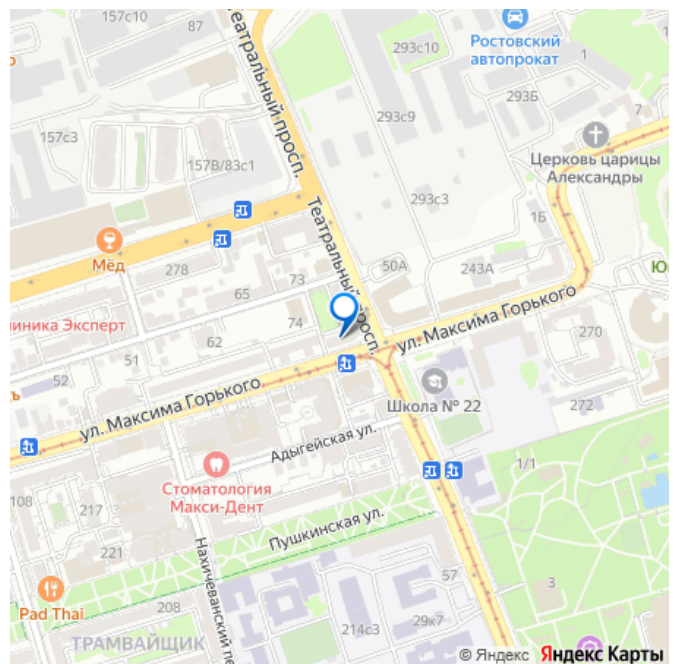 157с10
87
293с10
Ростовский
автопрокат
1
293Б
7
293с9
157с3
157В/83с1
Театральный просп.
Церковь царицы
Александры
293с3
1Б
Театральный просп.
Мёд
278
73
50А
243А
Ю
65
линика Эксперт
74
62
51
52
ул. Максима Горького
270
ул. Максима Горького
Школа № 22
272
Адыгейская ул.
1/1
Стоматология
Макси-Дент
108
217
221
Пушкинская ул.
Нахичеванский пе
57
3
Pad Thai
208
29к7
214с3
ТРАМВАЙЩИК
© Яндекс Яндекс Карты